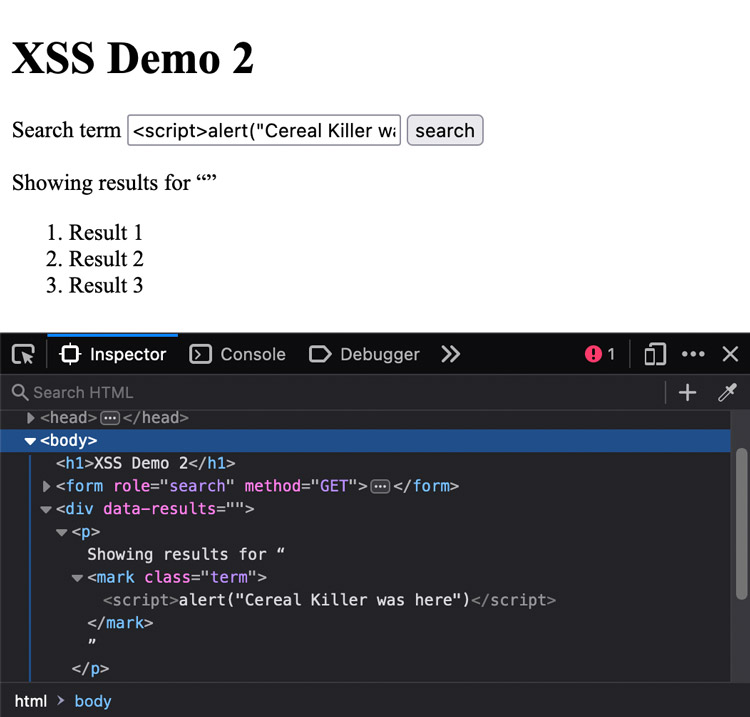 XSS Demo 2
Search term <script>alert("Cereal Killer wa search
Showing results for “”
1. Result 1
2. Result 2
3. Result 3
Inspector Console Debugger 1
Search HTML
<head> </head>
<body>
<h1>XSS Demo 2</h1>
<form role="search" method="GET"> </form>
<div data-results="">
<p>
Showing results for “
<mark class="term">
<script>alert("Cereal Killer was here")</script>
</mark>
”
</p>
html > body